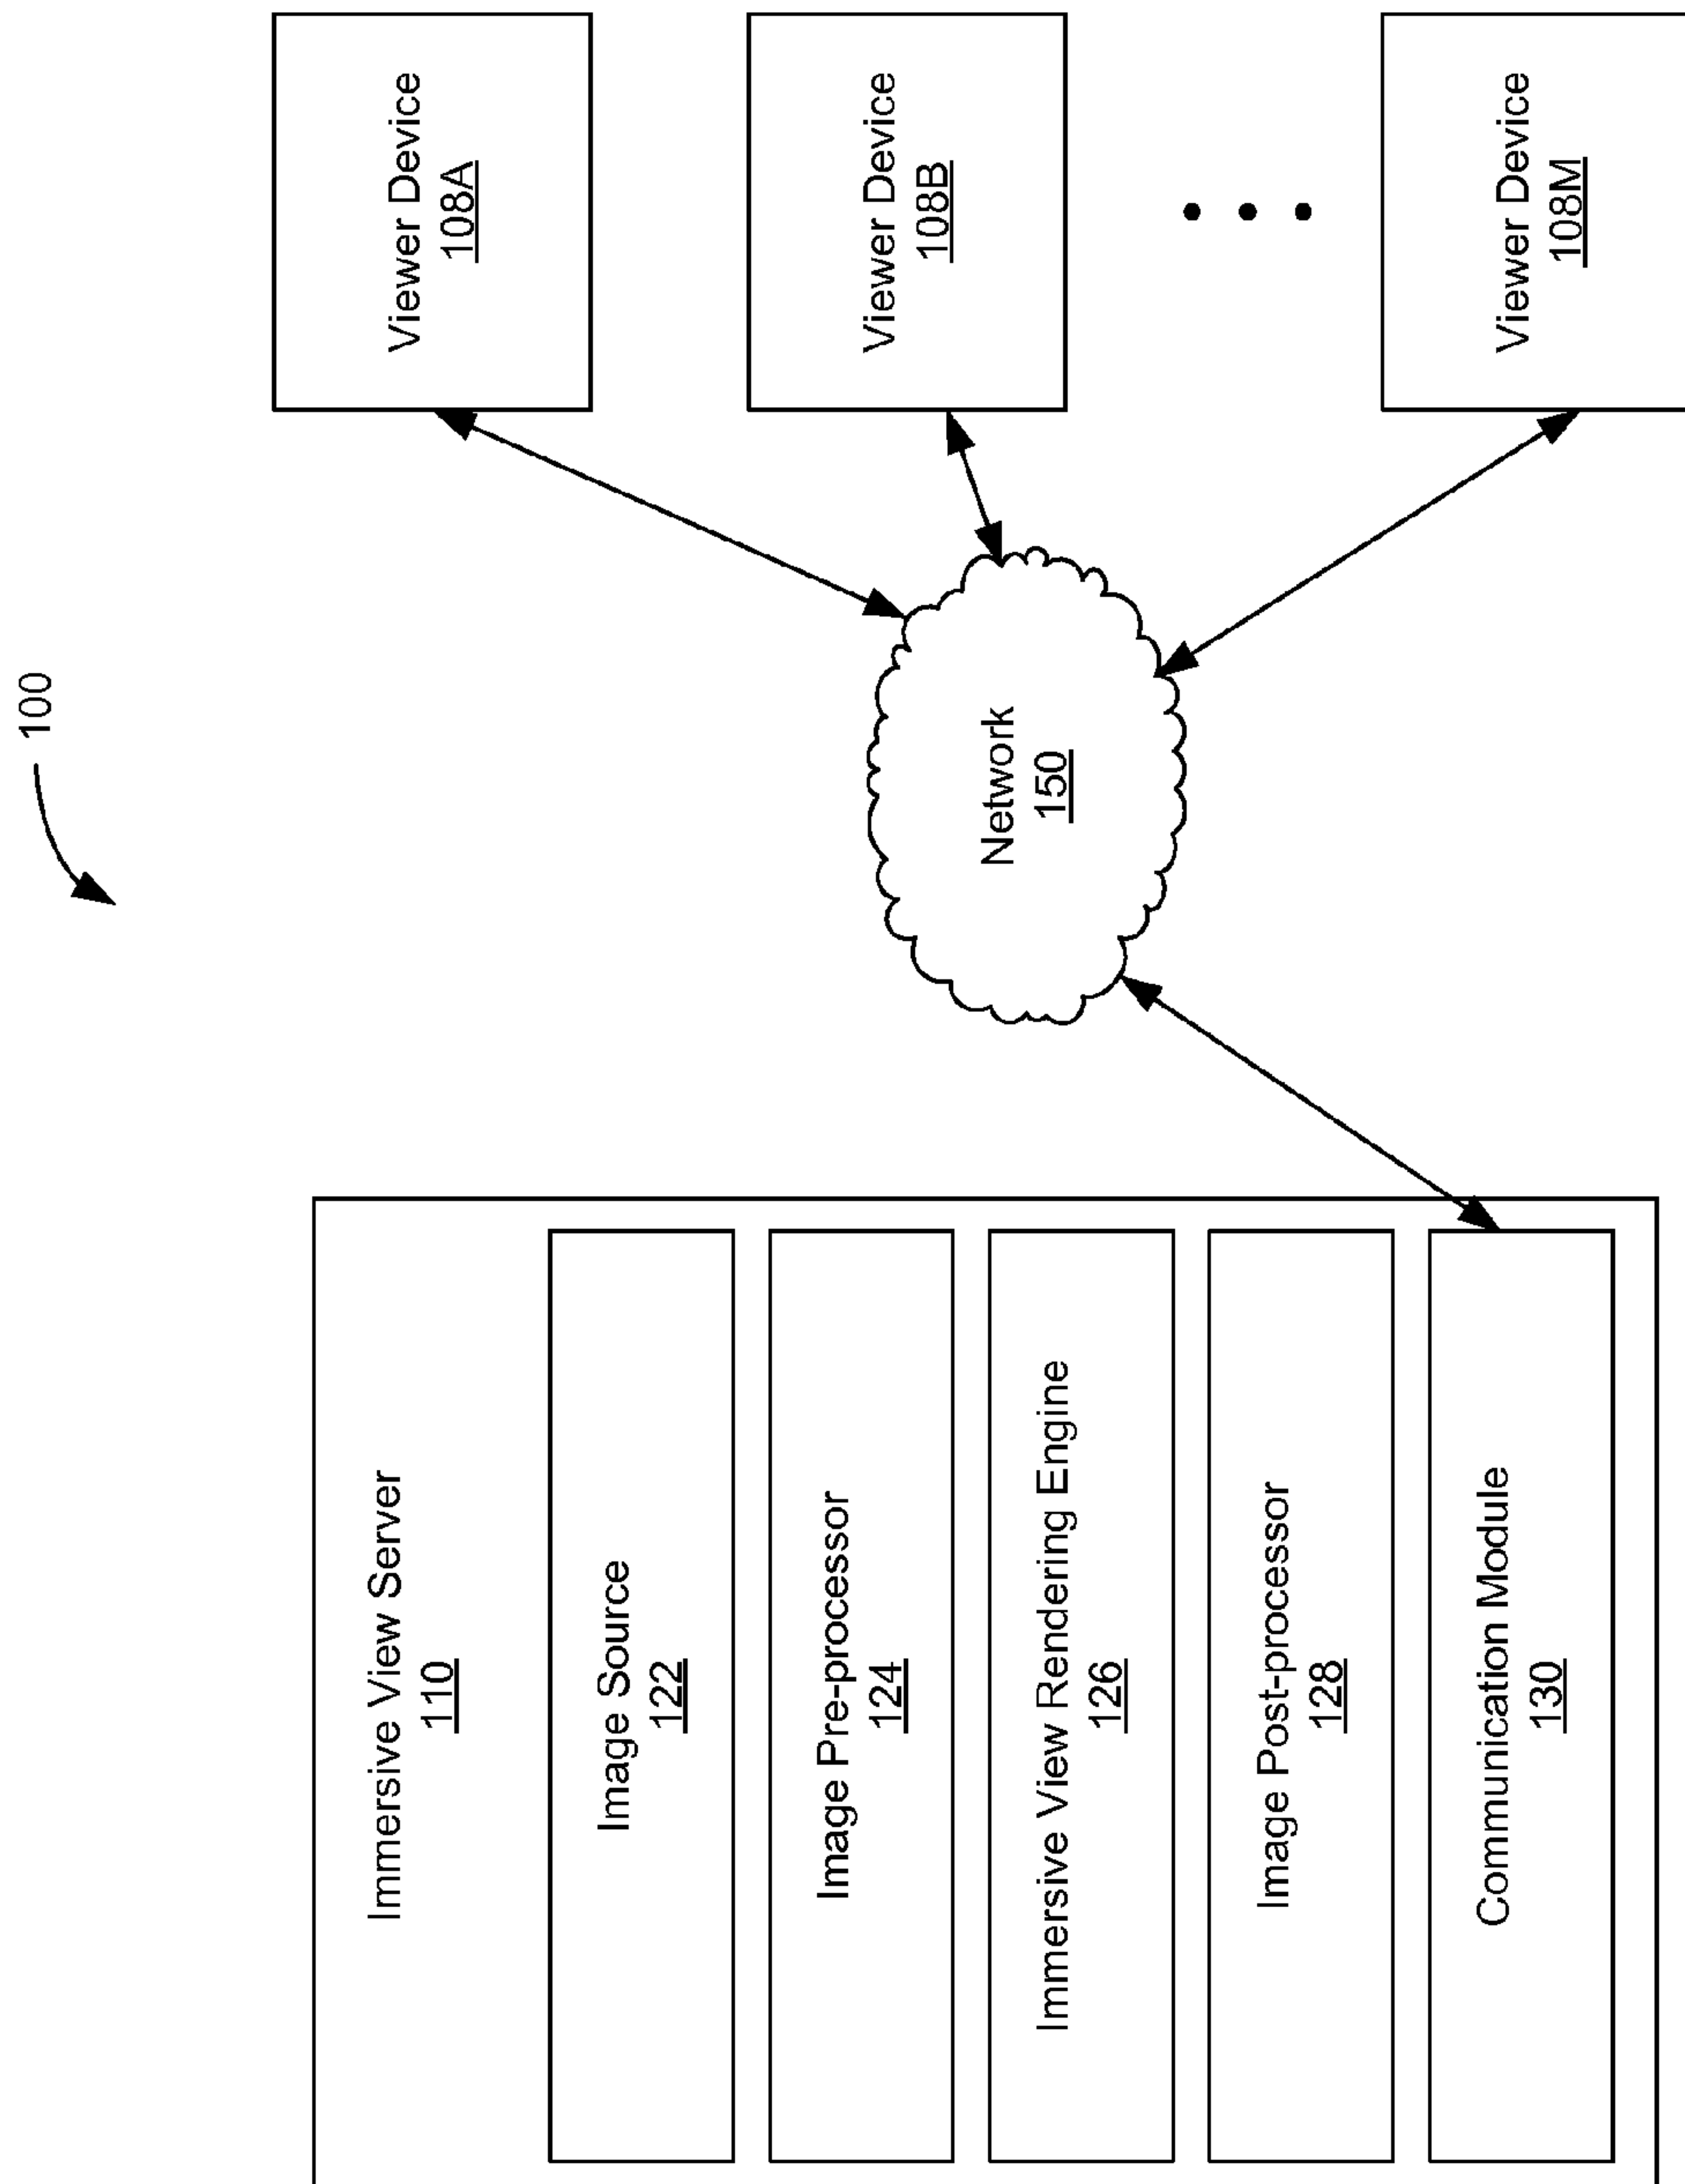 100
Immersive View Server
110
Image Source
122
Image Pre-processor
124
Immersive View Rendering Engine
126
Image Post-processor
128
Communication Module
130
Network
150
Viewer Device
108A
Viewer Device
108B
Viewer Device
108M